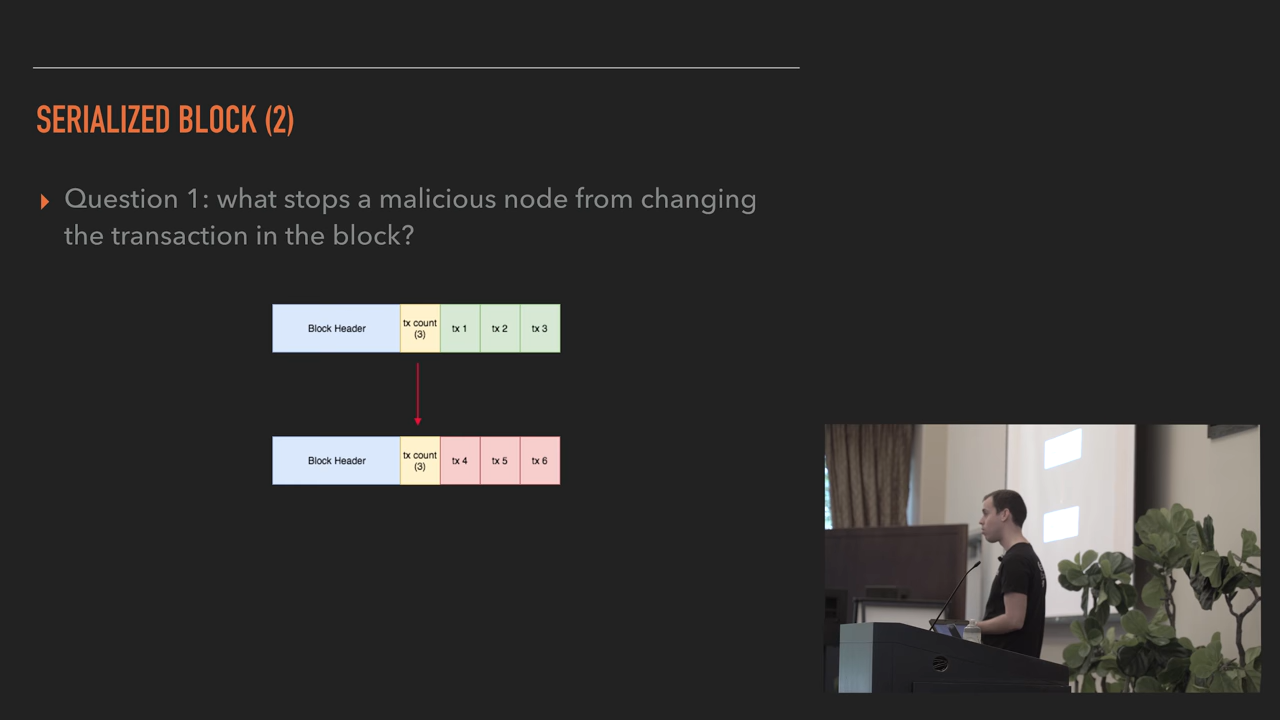 SERIALIZED BLOCK (2)
Question 1: what stops a malicious node from changing
the transaction in the block?
Block Header
tx count
(3)
tx 1
tx 2
tx 3
Block Header
tx count
(3)
tx 4
tx 5
tx 6